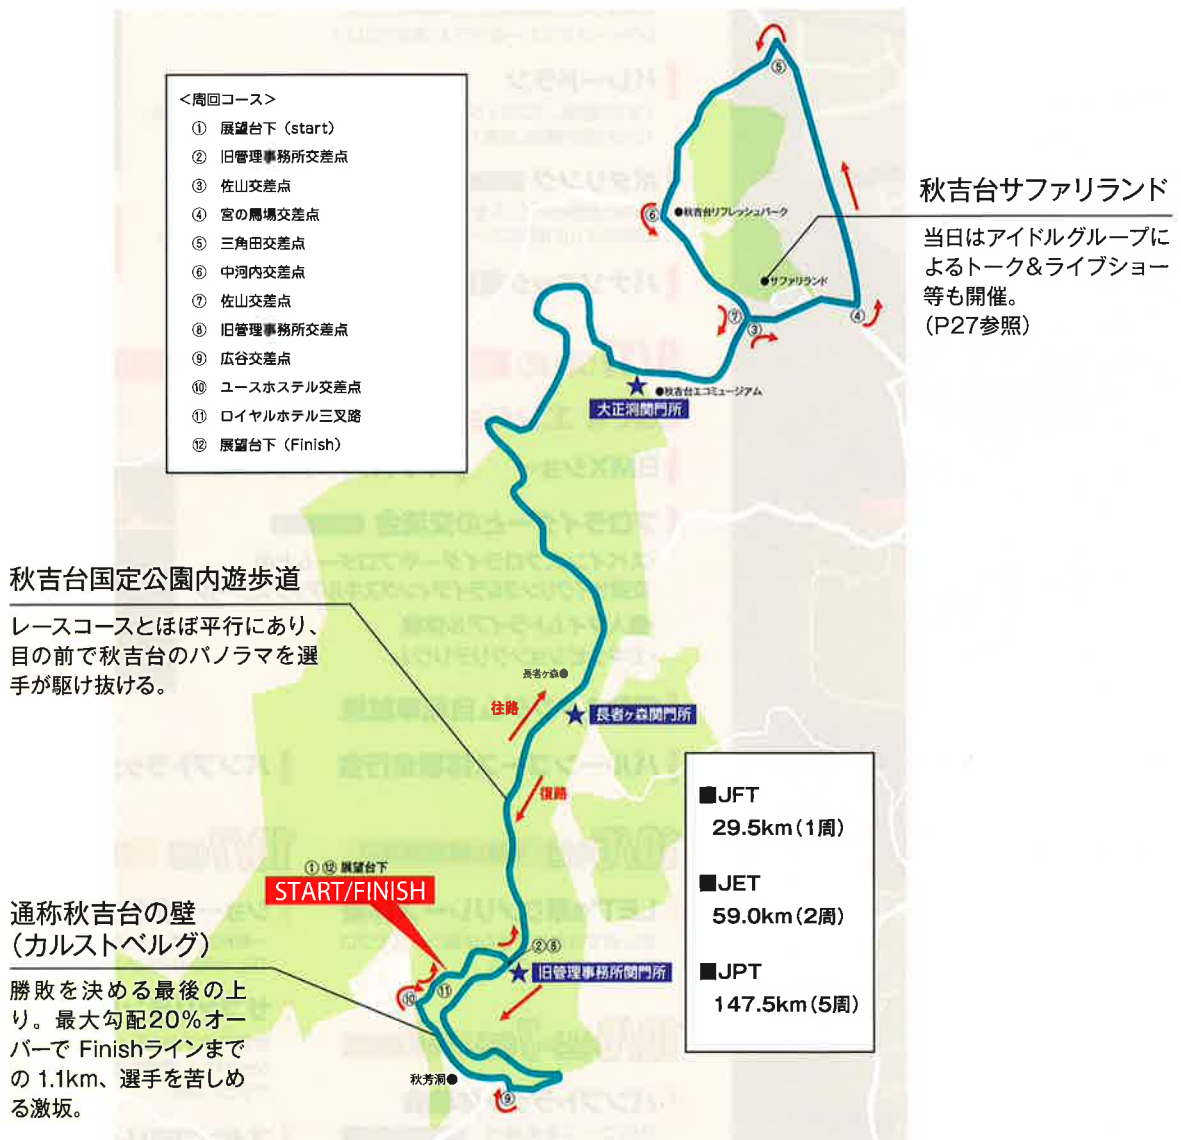 ＜周回コース＞
① 展望台下（start）
② 旧管理事務所交差点
③ 佐山交差点
④ 宮の馬場交差点
⑤ 三角田交差点
⑥ 中河内交差点
⑦ 佐山交差点
⑧ 旧管理事務所交差点
⑨ 広谷交差点
⑩ ユースホステル交差点
⑪ ロイヤルホテル三叉路
⑫ 展望台下（Finish）
⑤
秋吉台サファリランド
当日はアイドルグループに
よるトーク&ライブショー
等も開催。
(P27参照)
⑥
●秋吉台リフレッシュパーク
●サファリランド
⑦
③
④
●秋吉台エコミュージアム
★
大正洞関門所
秋吉台国定公園内遊歩道
レースコースとほぼ平行にあり、
目の前で秋吉台のパノラマを選
手が駆け抜ける。
長者ヶ森●
往路
★ 長者ヶ森関門所
復路
■JFT
29.5km(1周)
■JET
59.0km(2周)
■JPT
147.5km(5周)
① ⑫ 展望台下
START/FINISH
通称秋吉台の壁
(カルストベルグ)
勝敗を決める最後の上
り。最大勾配20%オー
バーで Finishラインまで
の 1.1km、選手を苦しめ
る激坂。
②⑧
★ 旧管理事務所関門所
⑩
⑪
秋芳洞●
⑨